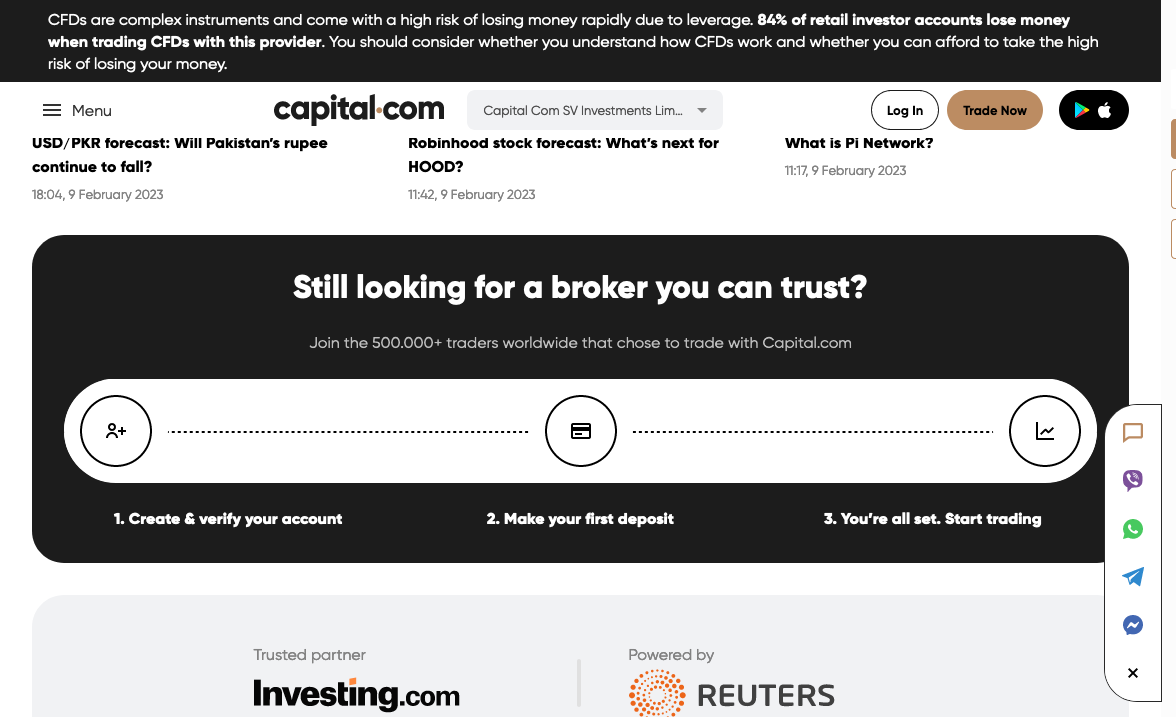 CFDs are complex instruments and come with a high risk of losing money rapidly due to leverage. 84% of retail investor accounts lose money
when trading CFDs with this provider. You should consider whether you understand how CFDs work and whether you can afford to take the high
risk of losing your money.
Menu
capital.com
Capital Com SV Investments Lim...
Log In
Trade Now
USD/PKR forecast: Will Pakistan's rupee
continue to fall?
18:04, 9 February 2023
Robinhood stock forecast: What's next for
HOOD?
11:42, 9 February 2023
What is Pi Network?
11:17, 9 February 2023
Still looking for a broker you can trust?
Join the 500.000+ traders worldwide that chose to trade with Capital.com
1. Create & verify your account
2. Make your first deposit
3. You're all set. Start trading
Trusted partner
Investing.com
Powered by
REUTERS